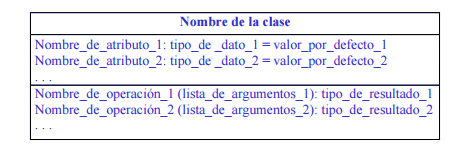 Nombre de la clase
Nombre_de_atributo_1: tipo_de _dato_1 = valor_por_defecto_1
Nombre_de_atributo_2: tipo_de _dato_2 = valor_por_defecto_2
. . .
Nombre_de_operación_1 (lista_de_argumentos_1): tipo_de_resultado_1
Nombre_de_operación_2 (lista_de_argumentos_2): tipo_de_resultado_2
. . .